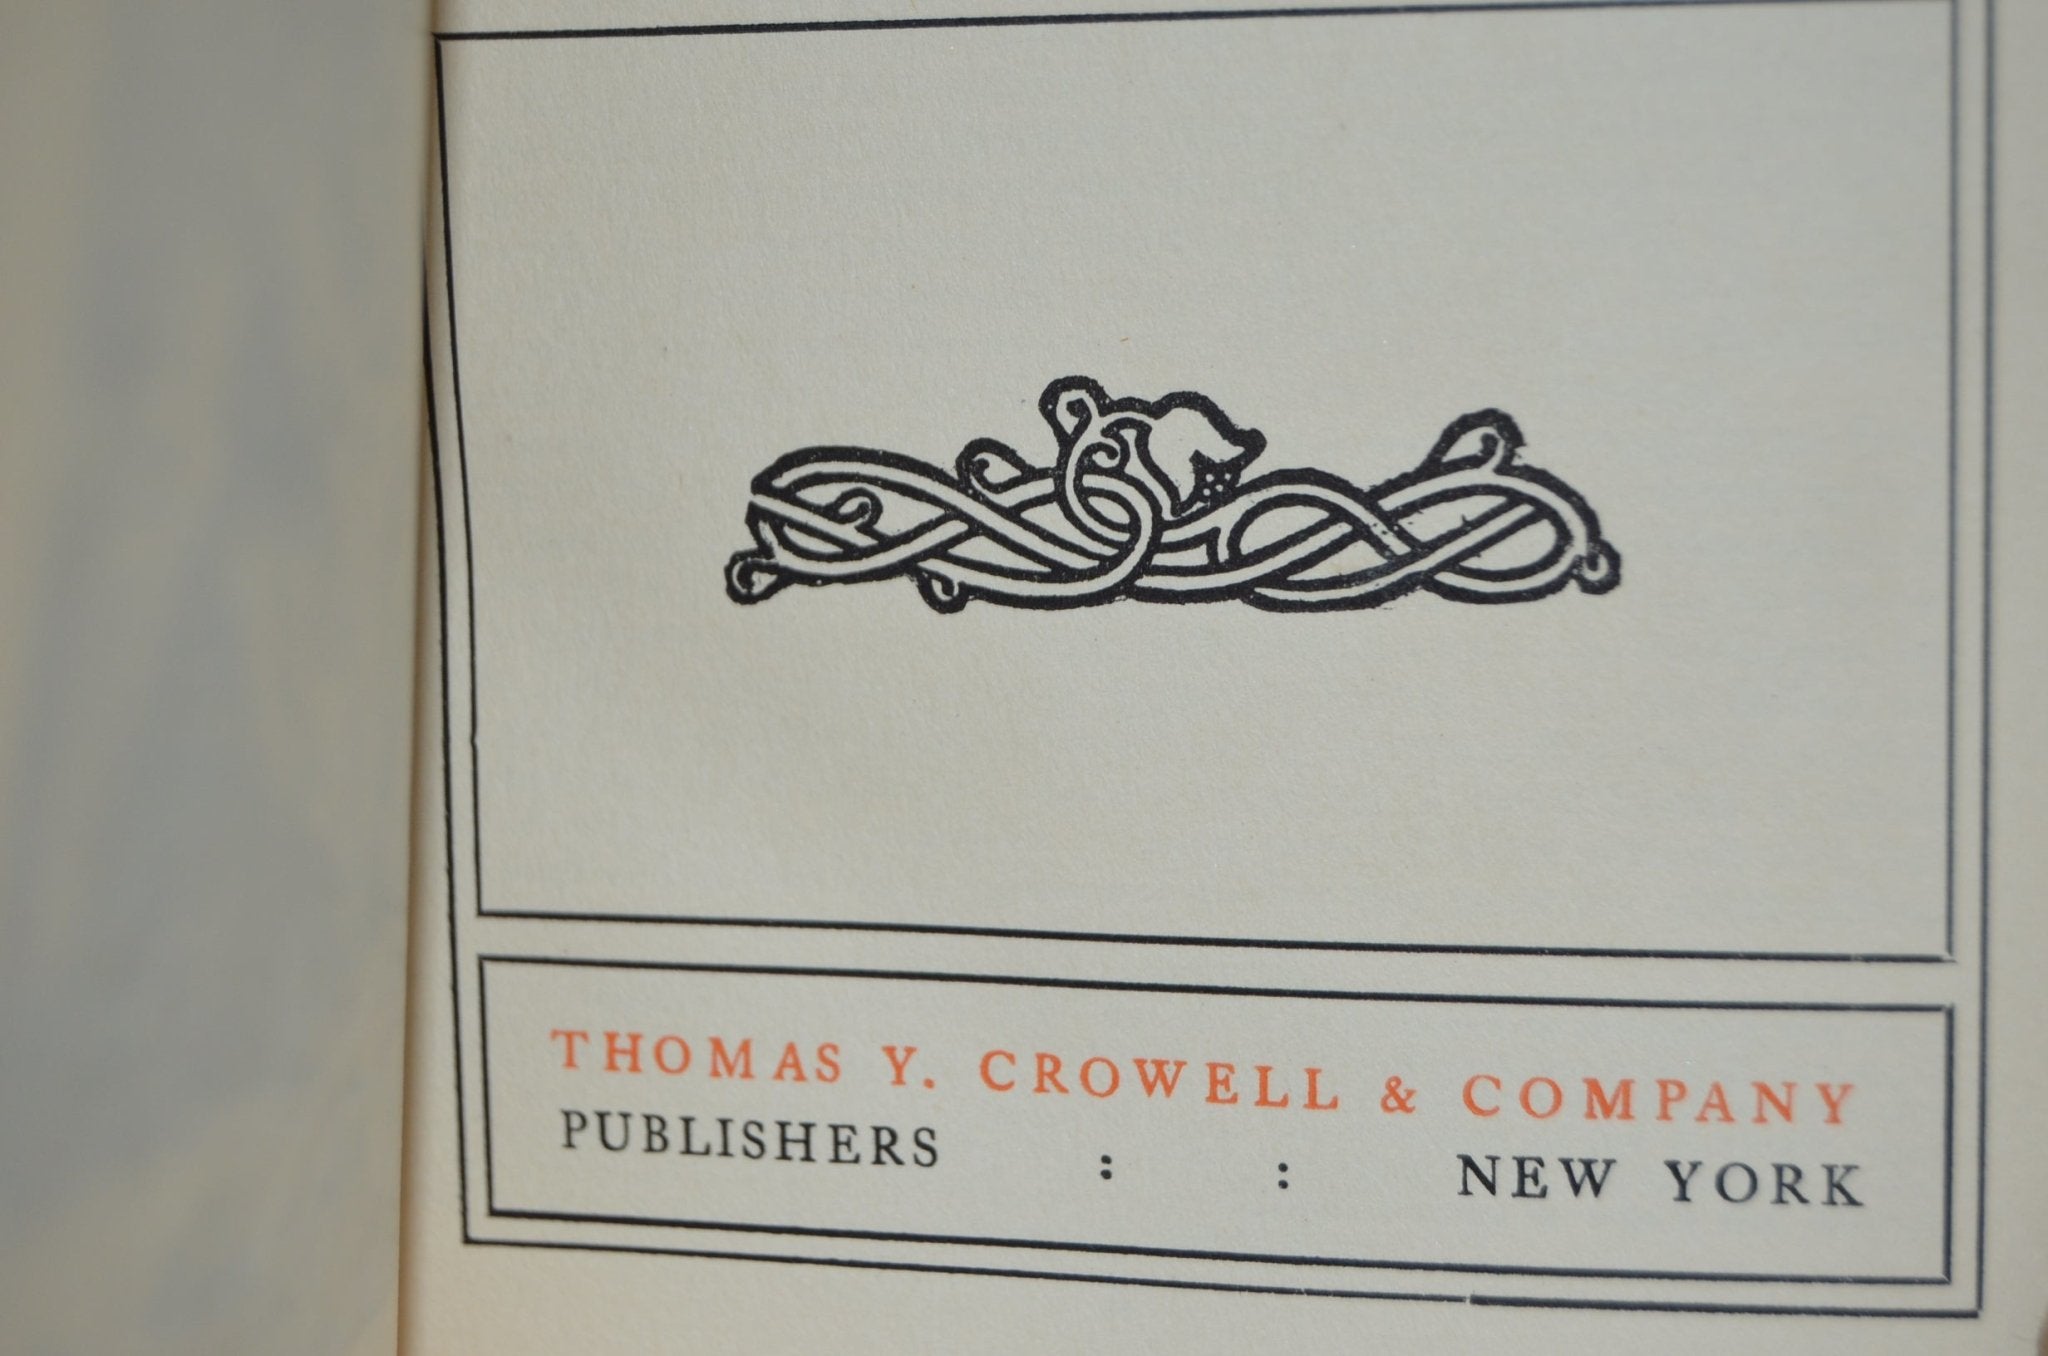 THOMAS Y. CROWELL & COMPANY
PUBLISHERS : : NEW YORK